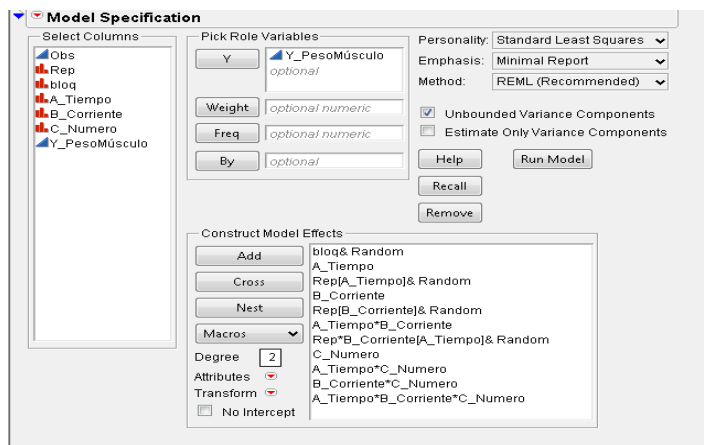 Model Specification
Select Columns
Obs
Rep
bloq
A_Tiempo
B_Corriente
C_Numero
Y_PesoMúsculo
Pick Role Variables
Y
Y_PesoMúsculo
optional
Weight
optional numeric
Freq
optional numeric
By
optional
Personality: Standard Least Squares
Emphasis: Minimal Report
Method: REML (Recommended)
Unbounded Variance Components
Estimate Only Variance Components
Help
Run Model
Recall
Remove
Construct Model Effects
Add
Cross
Nest
Macros
Degree 2
Attributes
Transform
No Intercept
bloq& Random
A_Tiempo
Rep[A_Tiempo]& Random
B_Corriente
Rep[B_Corriente]& Random
A_Tiempo*B_Corriente
Rep*B_Corriente[A_Tiempo]& Random
C_Numero
A_Tiempo*C_Numero
B_Corriente*C_Numero
A_Tiempo*B_Corriente*C_Numero